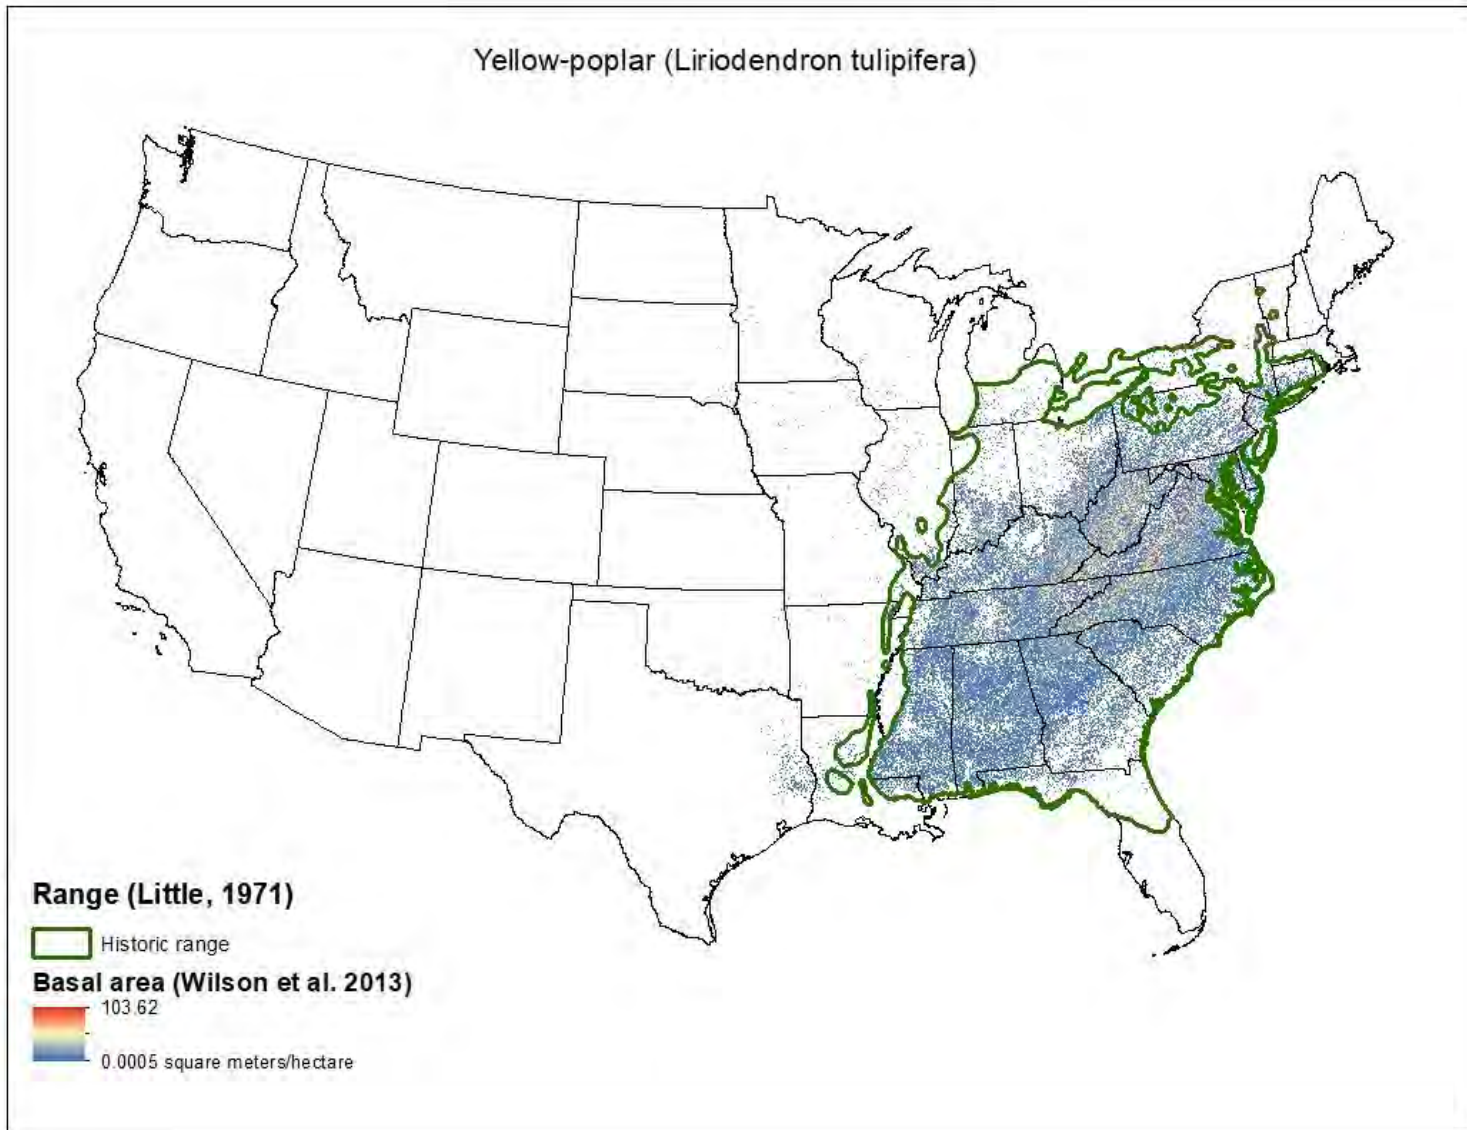 Yellow-poplar (Liriodendron tulipifera)
Range (Little, 1971)
Historic range
Basal area (Wilson et al. 2013)
103.62
0.0005 square meters/hectare